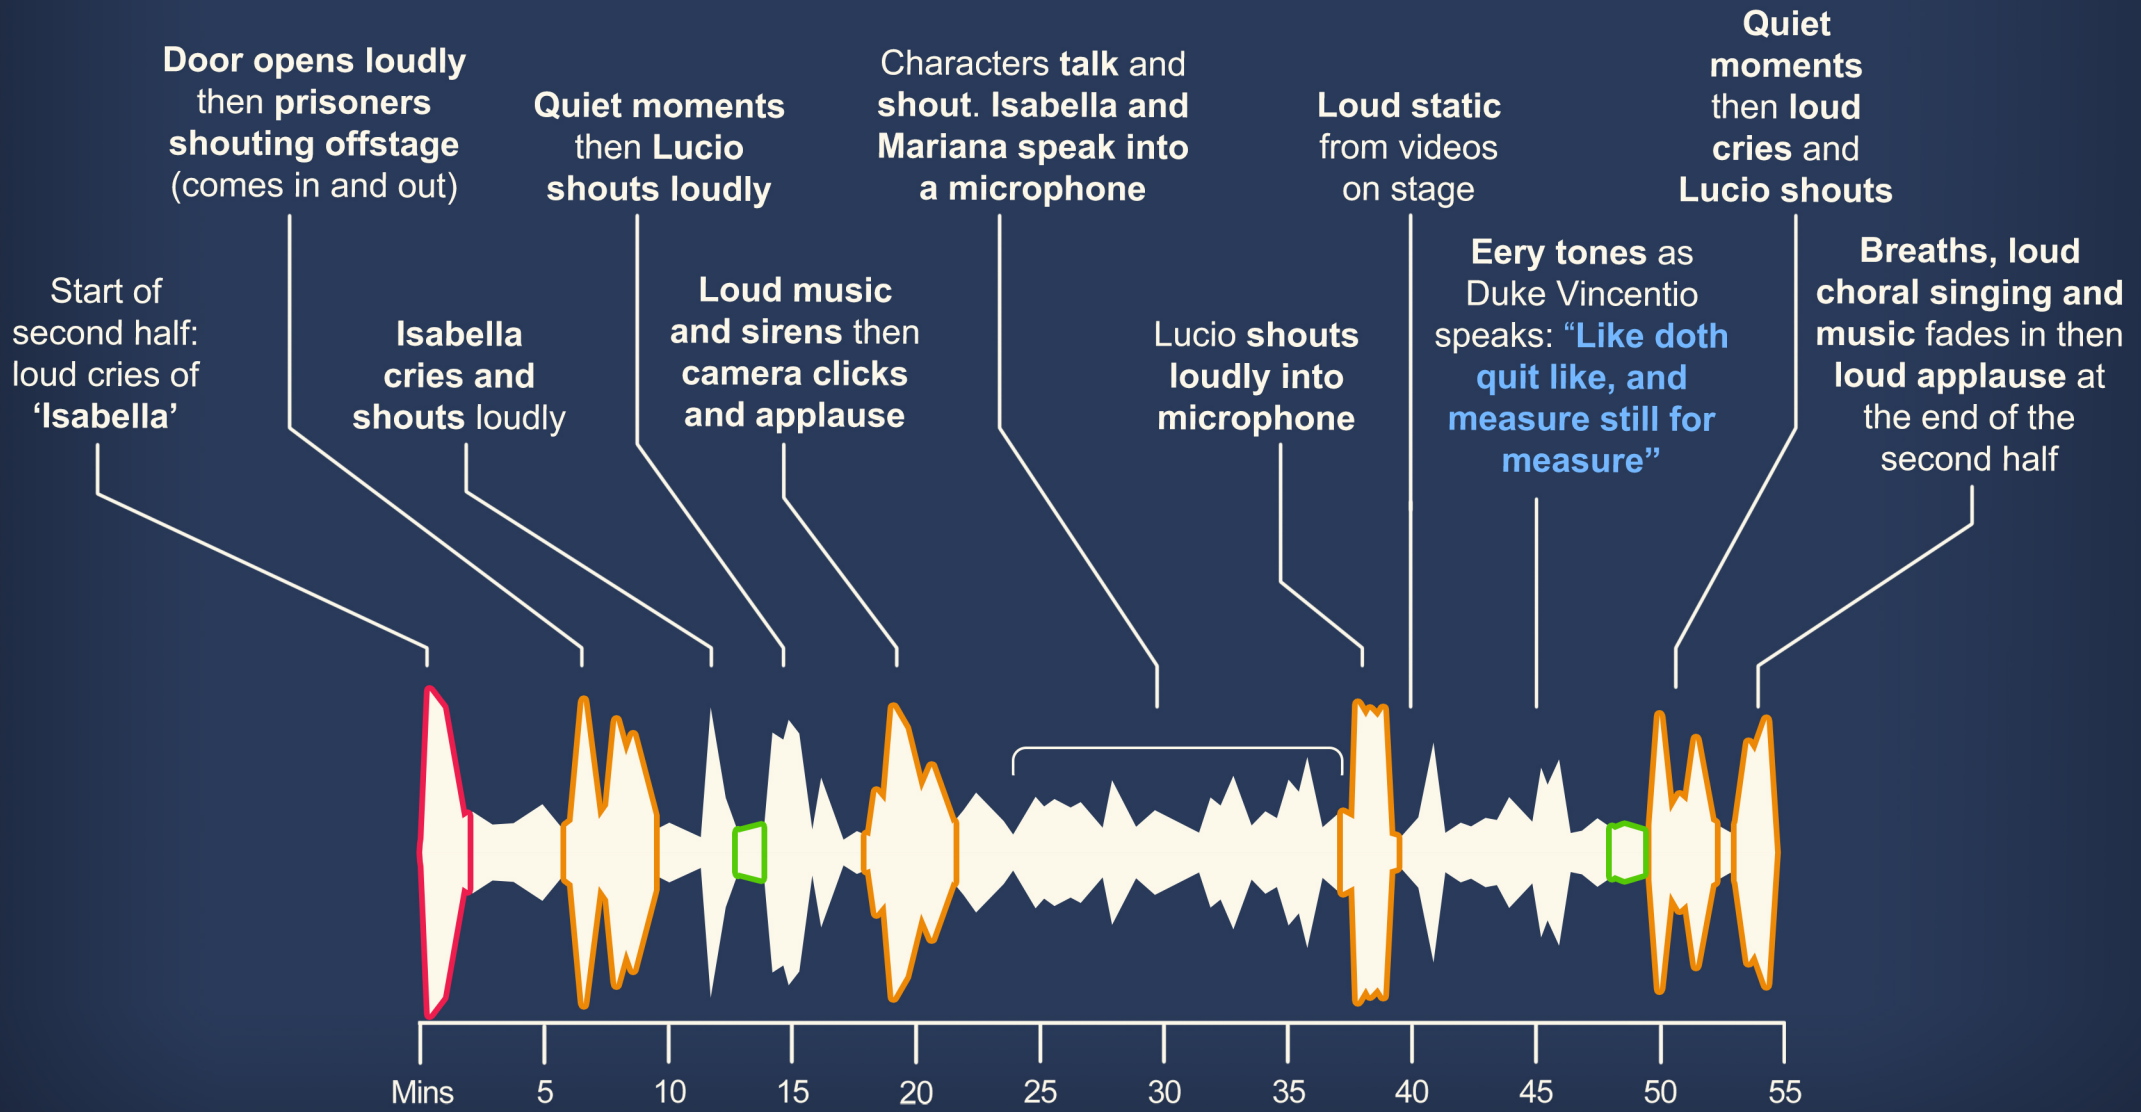 Start of
second half:
loud cries of
‘Isabella’
Door opens loudly
then prisoners
shouting offstage
(comes in and out)
Isabella
cries and
shouts loudly
Quiet moments
then Lucio
shouts loudly
Loud music
and sirens then
camera clicks
and applause
Characters talk and
shout. Isabella and
Mariana speak into
a microphone
Lucio shouts
loudly into
microphone
Loud static
from videos
on stage
Eery tones as
Duke Vincentio
speaks: “Like doth
quit like, and
measure still for
measure”
Quiet
moments
then loud
cries and
Lucio shouts
Breaths, loud
choral singing and
music fades in then
loud applause at
the end of the
second half
Mins 5 10 15 20 25 30 35 40 45 50 55